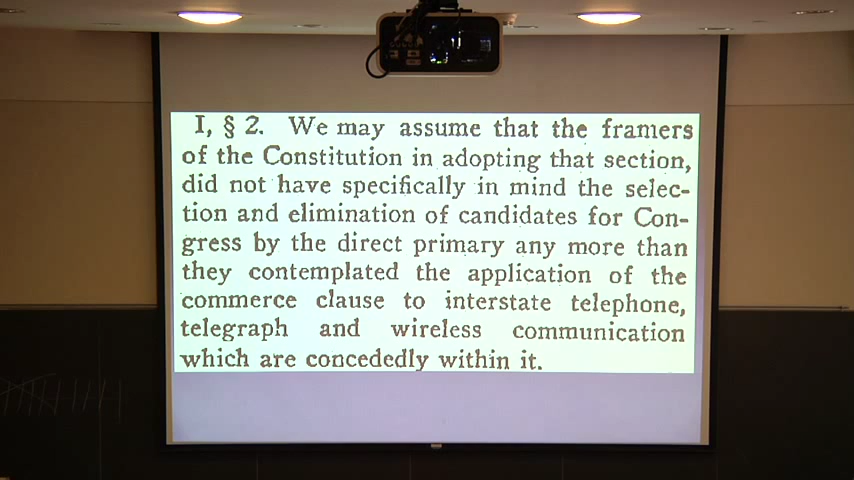 I, § 2. We may assume that the framers
of the Constitution in adopting that section,
did not have specifically in mind the selec-
tion and elimination of candidates for Con-
gress by the direct primary any more than
they contemplated the application of the
commerce clause to interstate telephone,
telegraph and wireless communication
which are concededly within it.